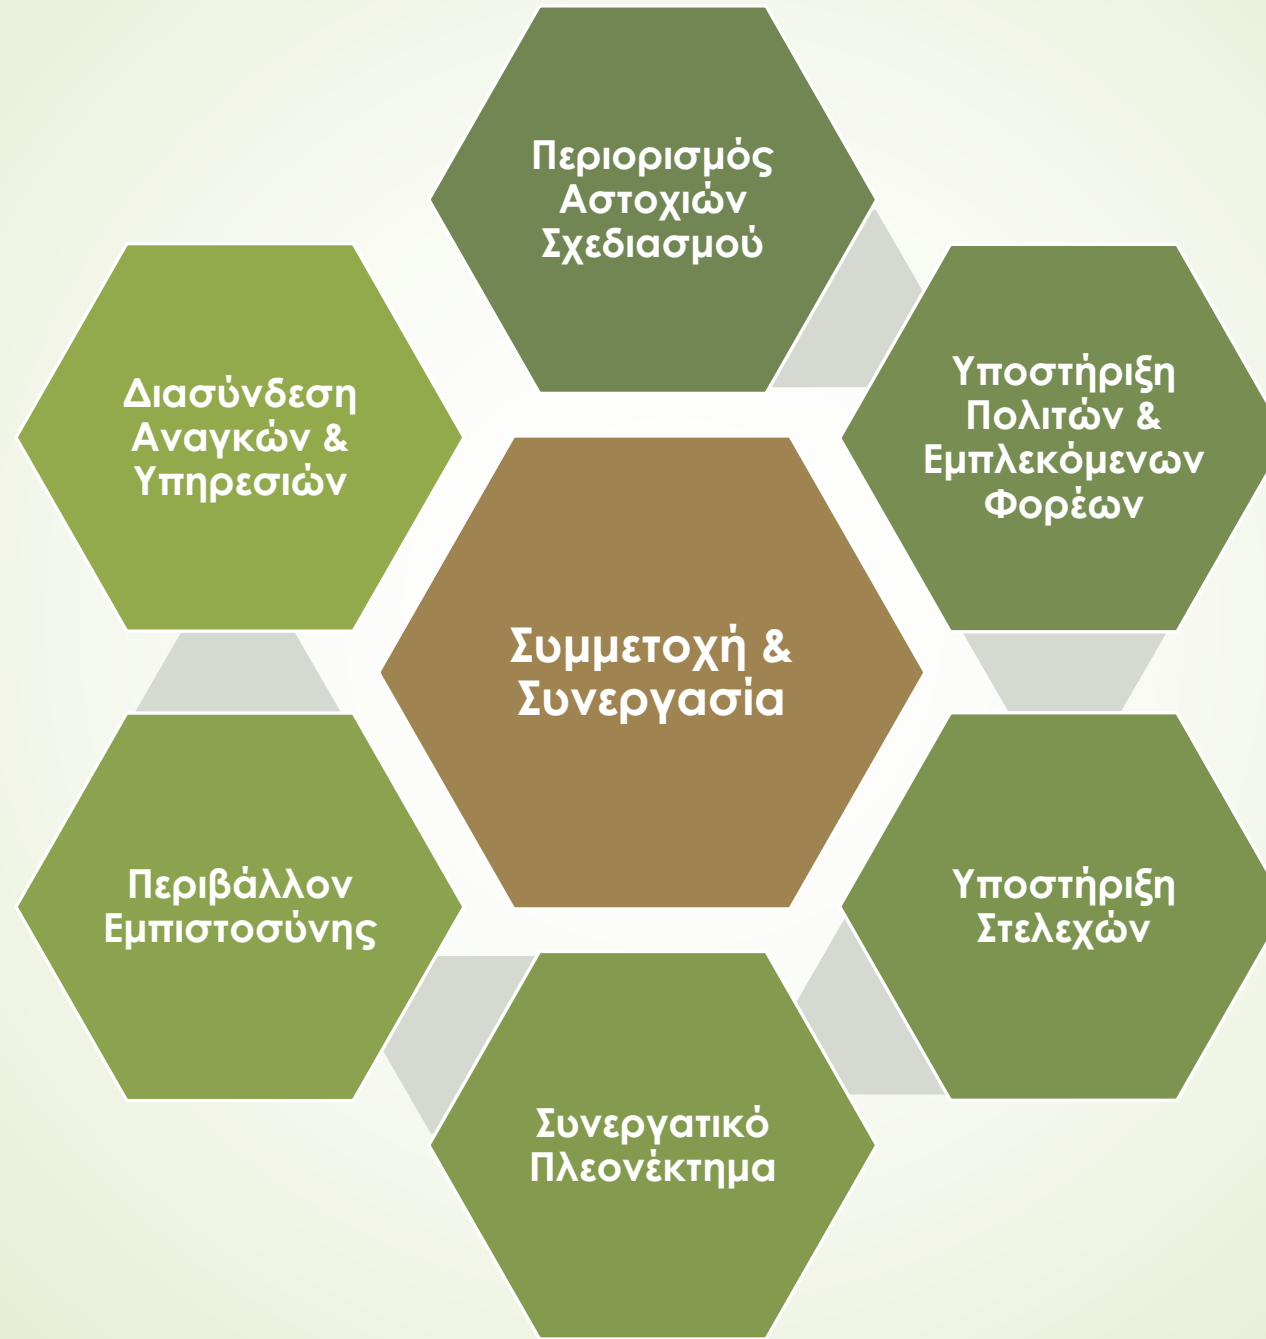 Περιορισμός
Αστοχιών
Σχεδιασμού
Υποστήριξη
Πολιτών &
Εμπλεκόμενων
Φορέων
Υποστήριξη
Στελεχών
Συνεργατικό
Πλεονέκτημα
Περιβάλλον
Εμπιστοσύνης
Διασύνδεση
Αναγκών &
Υπηρεσιών
Συμμετοχή &
Συνεργασία